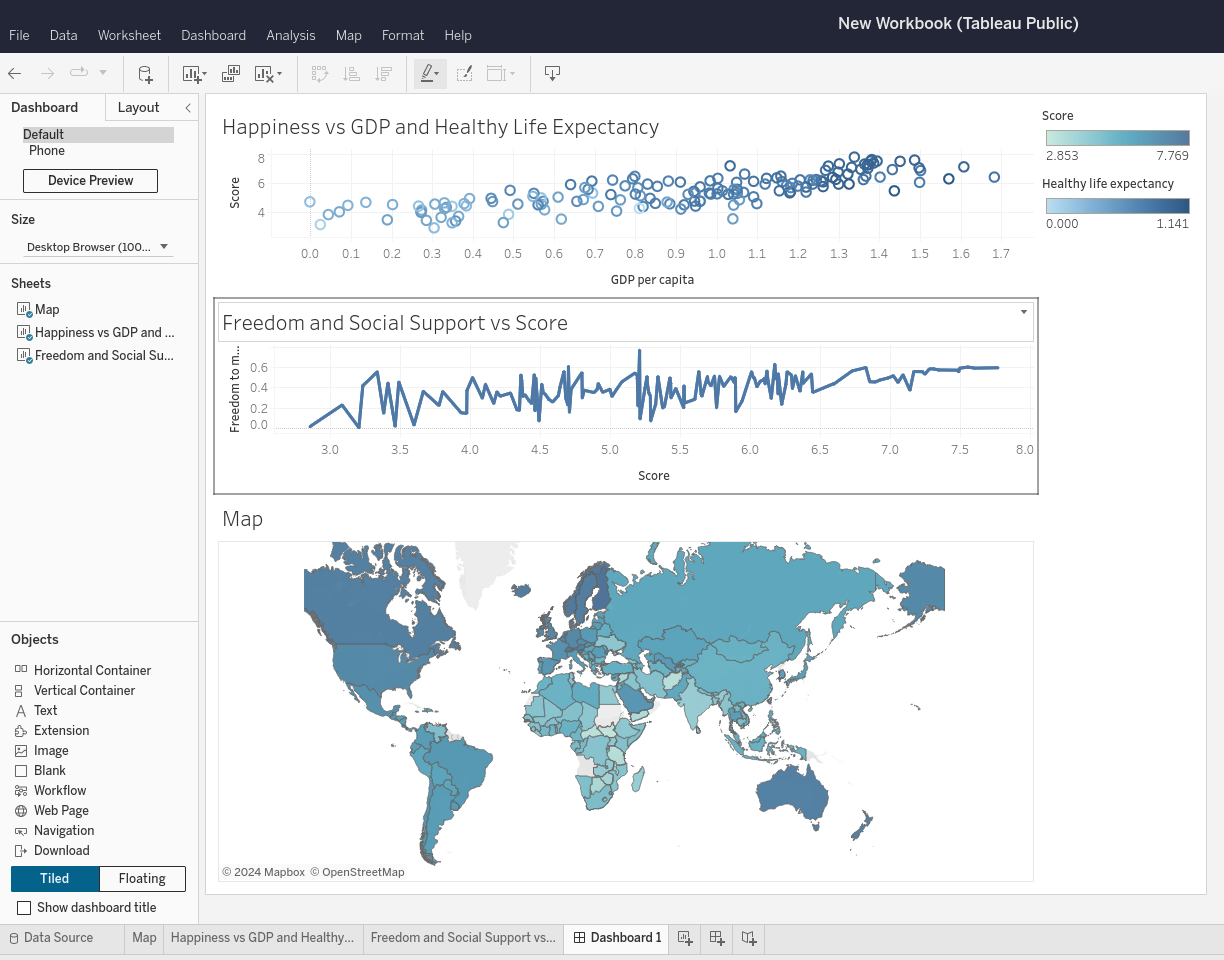 New Workbook (Tableau Public)
File Data Worksheet Dashboard Analysis Map Format Help
Dashboard Layout
Default
Phone
Device Preview
Size
Desktop Browser (100...
Sheets
Map
Happiness vs GDP and ...
Freedom and Social Su...
Objects
Horizontal Container
Vertical Container
Text
Extension
Image
Blank
Workflow
Web Page
Navigation
Download
Tiled Floating
Show dashboard title
Happiness vs GDP and Healthy Life Expectancy
Score
8
6
4
0.0 0.1 0.2 0.3 0.4 0.5 0.6 0.7 0.8 0.9 1.0 1.1 1.2 1.3 1.4 1.5 1.6 1.7
GDP per capita
Freedom and Social Support vs Score
Freedom to m...
0.6
0.4
0.2
0.0
3.0 3.5 4.0 4.5 5.0 5.5 6.0 6.5 7.0 7.5 8.0
Score
Map
© 2024 Mapbox © OpenStreetMap
Score
2.853 7.769
Healthy life expectancy
0.000 1.141
Data Source Map Happiness vs GDP and Healthy... Freedom and Social Support vs... Dashboard 1